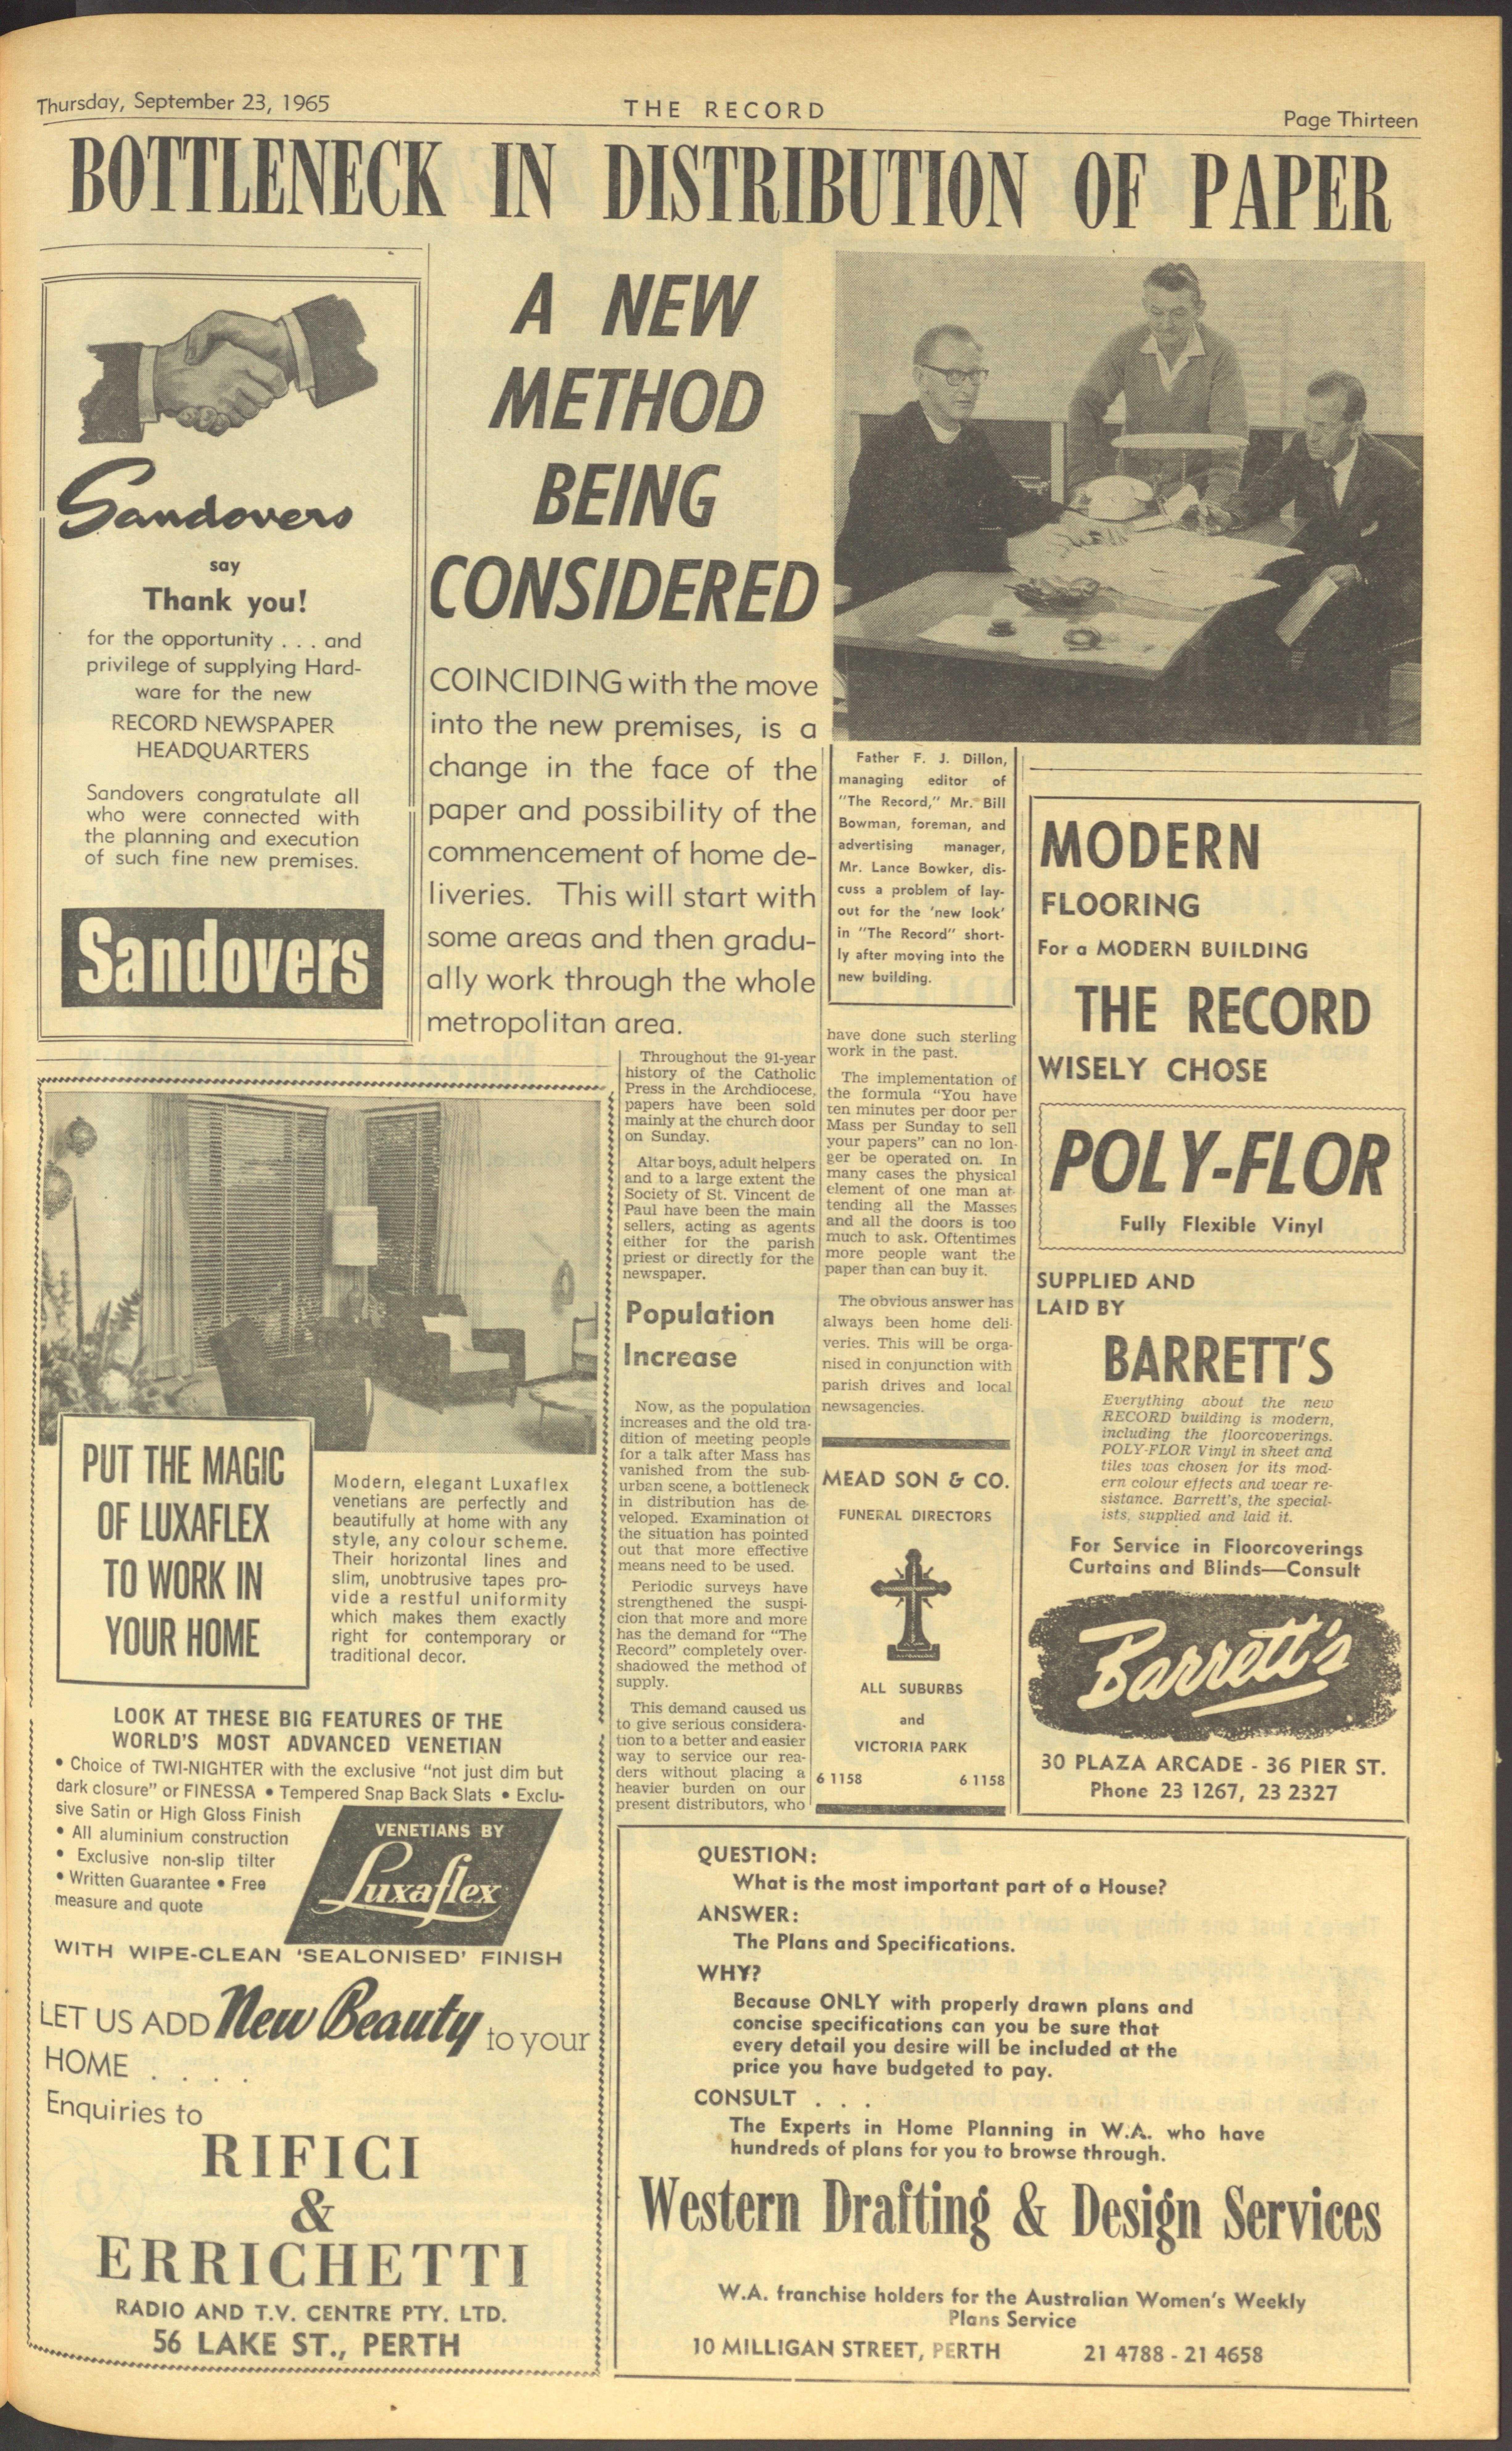 Thursday, September 23, 1965
THE RECORD
Page Thirteen
BOTTLENECK IN DISTRIBUTION OF PAPER
Sandovers
say
Thank you!
for the opportunity . . . and
privilege of supplying Hard-
ware for the new
RECORD NEWSPAPER
HEADQUARTERS
Sandovers congratulate all
who were connected with
the planning and execution
of such fine new premises.
Sandovers
A NEW
METHOD
BEING
CONSIDERED
COINCIDING with the move
into the new premises, is a
change in the face of the
paper and possibility of the
commencement of home de-
liveries. This will start with
some areas and then gradu-
ally work through the whole
metropolitan area.
Father F. J. Dillon,
managing editor of
"The Record," Mr. Bill
Bowman, foreman, and
advertising manager,
Mr. Lance Bowker, dis-
cuss a problem of lay-
out for the 'new look'
in "The Record" short-
ly after moving into the
new building.
Throughout the 91-year
history of the Catholic
Press in the Archdiocese,
papers have been sold
mainly at the church door
on Sunday.
Altar boys, adult helpers
and to a large extent the
Society of St. Vincent de
Paul have been the main
sellers, acting as agents
either for the parish
priest or directly for the
newspaper.
Population
Increase
Now, as the population
increases and the old tra-
dition of meeting people
for a talk after Mass has
vanished from the sub-
urban scene, a bottleneck
in distribution has de-
veloped. Examination of
the situation has pointed
out that more effective
means need to be used.
Periodic surveys have
strengthened the suspi-
cion that more and more
has the demand for "The
Record" completely over-
shadowed the method of
supply.
This demand caused us
to give serious considera-
tion to a better and easier
way to service our rea-
ders without placing a
heavier burden on our
present distributors, who
have done such sterling
work in the past.
The implementation of
the formula "You have
ten minutes per door per
Mass per Sunday to sell
your papers" can no lon-
ger be operated on. In
many cases the physical
element of one man at-
tending all the Masses
and all the doors is too
much to ask. Oftentimes
more people want the
paper than can buy it.
The obvious answer has
always been home deli-
veries. This will be orga-
nised in conjunction with
parish drives and local
newsagencies.
MEAD SON & CO.
FUNERAL DIRECTORS
ALL SUBURBS
and
VICTORIA PARK
6 1158 6 1158
MODERN
FLOORING
For a MODERN BUILDING
THE RECORD
WISELY CHOSE
POLY-FLOR
Fully Flexible Vinyl
SUPPLIED AND
LAID BY
BARRETT'S
Everything about the new
RECORD building is modern,
including the floorcoverings.
POLY-FLOR Vinyl in sheet and
tiles was chosen for its mod-
ern colour effects and wear re-
sistance. Barrett's, the special-
ists, supplied and laid it.
For Service in Floorcoverings
Curtains and Blinds—Consult
Barrett's
30 PLAZA ARCADE - 36 PIER ST.
Phone 23 1267, 23 2327
PUT THE MAGIC
OF LUXAFLEX
TO WORK IN
YOUR HOME
Modern, elegant Luxaflex
venetians are perfectly and
beautifully at home with any
style, any colour scheme.
Their horizontal lines and
slim, unobtrusive tapes pro-
vide a restful uniformity
which makes them exactly
right for contemporary or
traditional decor.
LOOK AT THESE BIG FEATURES OF THE
WORLD'S MOST ADVANCED VENETIAN
• Choice of TWI-NIGHTER with the exclusive "not just dim but
dark closure" or FINESSA • Tempered Snap Back Slats • Exclu-
sive Satin or High Gloss Finish
• All aluminium construction
• Exclusive non-slip tilter
• Written Guarantee • Free
measure and quote
VENETIANS BY
Luxaflex
WITH WIPE-CLEAN 'SEALONISED' FINISH
LET US ADD New Beauty to your
HOME . . . .
Enquiries to
RIFICI
&
ERRICHETTI
RADIO AND T.V. CENTRE PTY. LTD.
56 LAKE ST., PERTH
QUESTION:
What is the most important part of a House?
ANSWER:
The Plans and Specifications.
WHY?
Because ONLY with properly drawn plans and
concise specifications can you be sure that
every detail you desire will be included at the
price you have budgeted to pay.
CONSULT . . .
The Experts in Home Planning in W.A. who have
hundreds of plans for you to browse through.
Western Drafting & Design Services
W.A. franchise holders for the Australian Women's Weekly
Plans Service
10 MILLIGAN STREET, PERTH 21 4788 - 21 4658